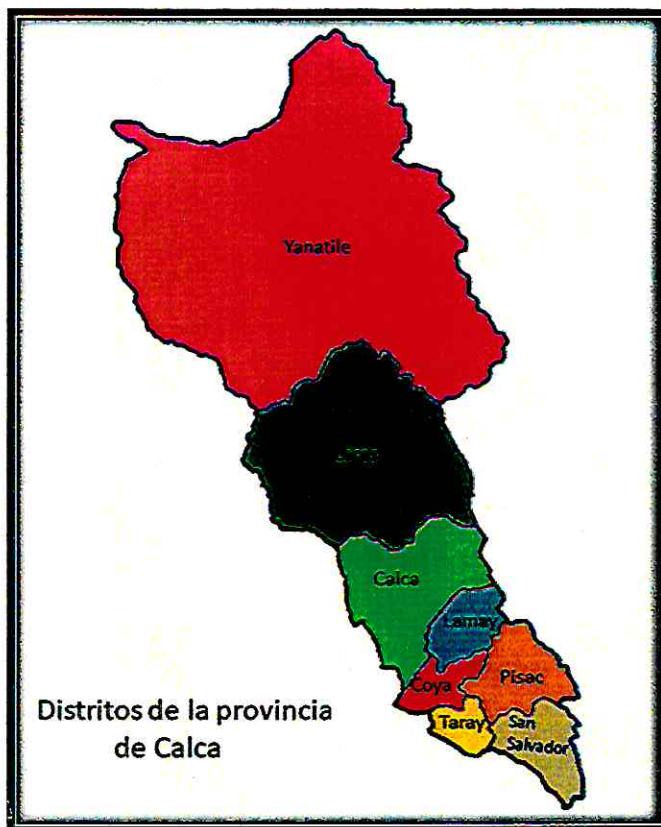 Yanatile
Calca
Lamay
Coya
Pisac
Taray
San
Salvador
Distritos de la provincia
de Calca